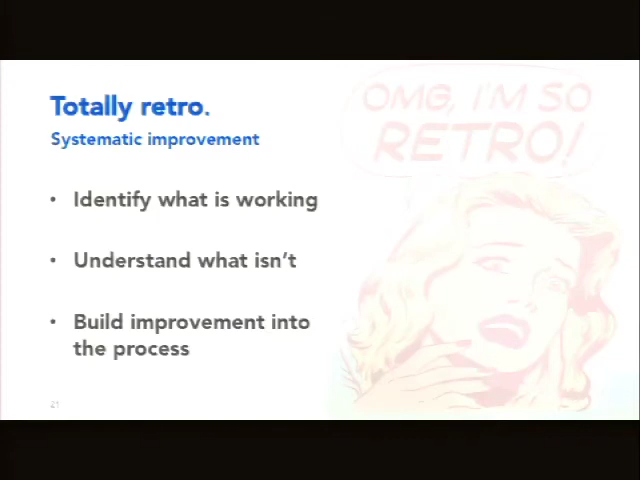 Totally retro.
Systematic improvement
OMG, I'M SO
RETRO!
• Identify what is working
• Understand what isn't
• Build improvement into
the process
21